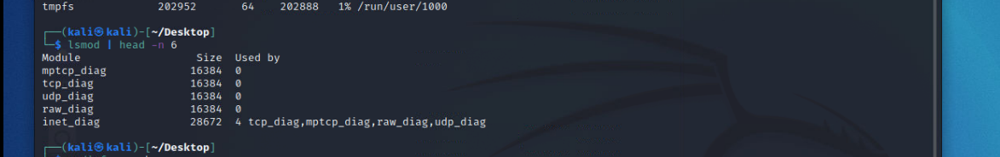 tmpfs 202952 64 202888 1% /run/user/1000
┌──(kali㉿kali)-[~/Desktop]
└─$ lsmod | head -n 6
Module Size Used by
mptcp_diag 16384 0
tcp_diag 16384 0
udp_diag 16384 0
raw_diag 16384 0
inet_diag 28672 4 tcp_diag,mptcp_diag,raw_diag,udp_diag
┌──(kali㉿kali)-[~/Desktop]